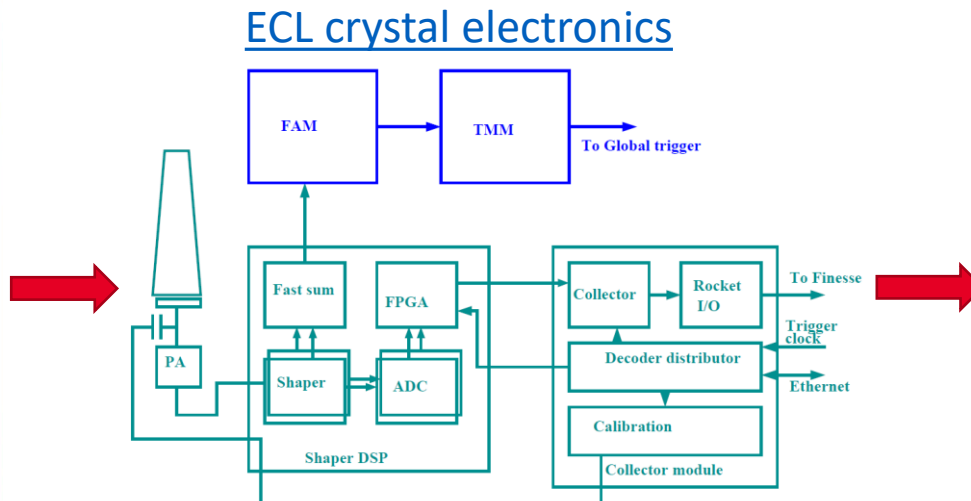 ECL crystal electronics
FAM
TMM
To Global trigger
Fast sum
FPGA
Collector
Rocket
I/O
To Finesse
Trigger
clock
PA
Shaper
ADC
Decoder distributor
Ethernet
Calibration
Shaper DSP
Collector module